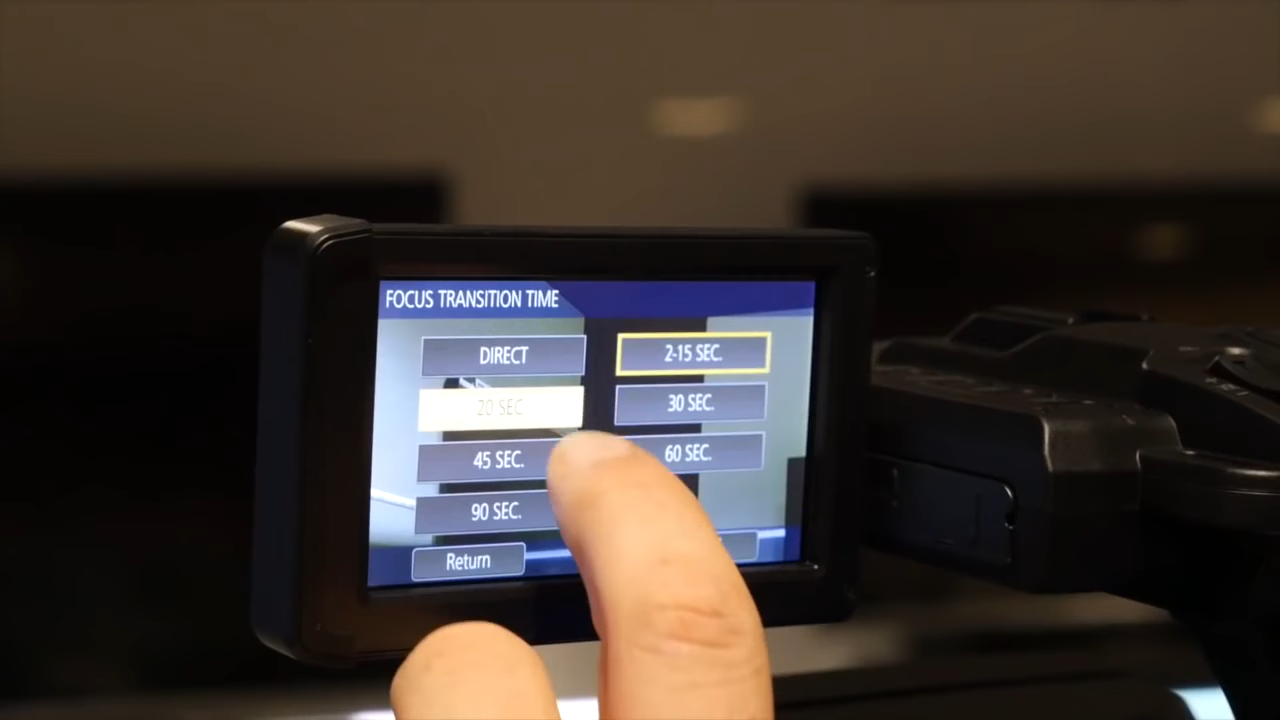 FOCUS TRANSITION TIME
DIRECT
2-15 SEC.
20 SEC
30 SEC.
45 SEC.
60 SEC.
90 SEC.
Return